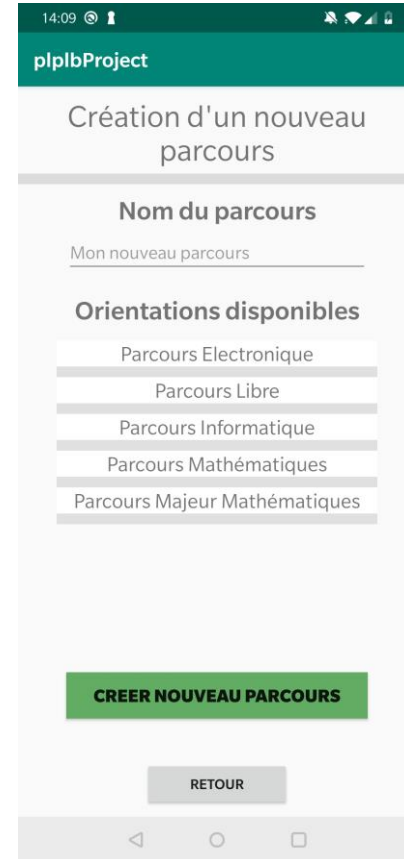 14:09
plplbProject
Création d'un nouveau
parcours
Nom du parcours
Mon nouveau parcours
Orientations disponibles
Parcours Electronique
Parcours Libre
Parcours Informatique
Parcours Mathématiques
Parcours Majeur Mathématiques
CREER NOUVEAU PARCOURS
RETOUR